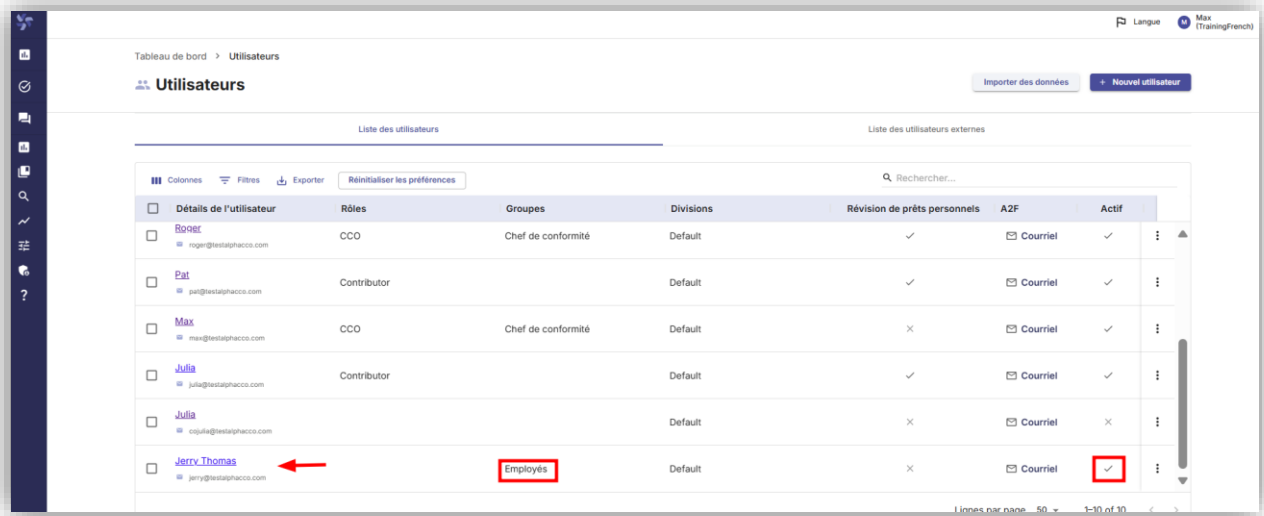 Langue
M
Max
(TrainingFrench)
Tableau de bord > Utilisateurs
Utilisateurs
Importer des données
+ Nouvel utilisateur
Liste des utilisateurs
Liste des utilisateurs externes
Colonnes Filtres Exporter Réinitialiser les préférences
Rechercher...
Détails de l'utilisateur Rôles Groupes Divisions Révision de prêts personnels A2F Actif
Roger
roger@testalphacco.com
CCO Chef de conformité Default Courriel
Pat
pat@testalphacco.com
Contributor Default Courriel
Max
max@testalphacco.com
CCO Chef de conformité Default Courriel
Julia
julia@testalphacco.com
Contributor Default Courriel
Julia
cojulia@testalphacco.com
Default Courriel
Jerry Thomas
jerry@testalphacco.com
Employés Default Courriel
Lignes par page 50 1–10 of 10
?